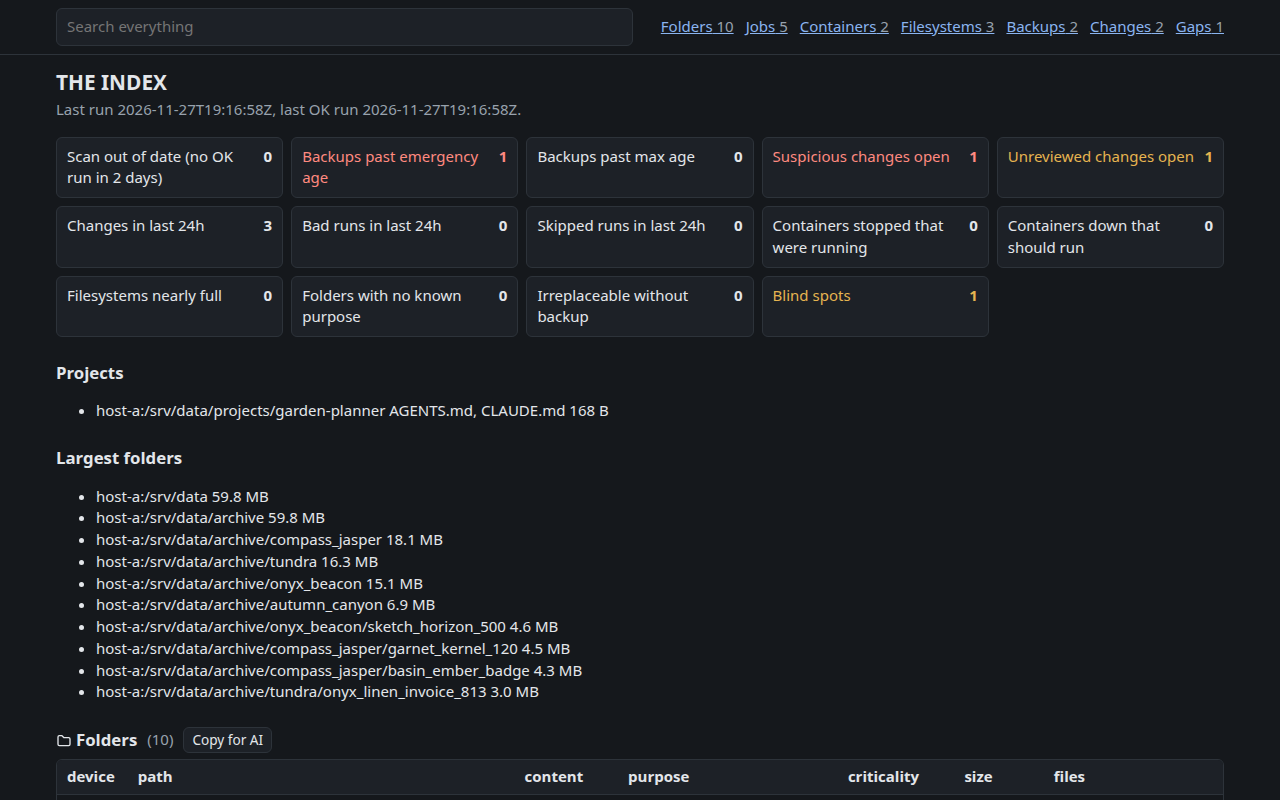 Search everything
Folders 10 Jobs 5 Containers 2 Filesystems 3 Backups 2 Changes 2 Gaps 1
THE INDEX
Last run 2026-11-27T19:16:58Z, last OK run 2026-11-27T19:16:58Z.
Scan out of date (no OK run in 2 days) 0
Backups past emergency age 1
Backups past max age 0
Suspicious changes open 1
Unreviewed changes open 1
Changes in last 24h 3
Bad runs in last 24h 0
Skipped runs in last 24h 0
Containers stopped that were running 0
Containers down that should run 0
Filesystems nearly full 0
Folders with no known purpose 0
Irreplaceable without backup 0
Blind spots 1
Projects
host-a:/srv/data/projects/garden-planner AGENTS.md, CLAUDE.md 168 B
Largest folders
host-a:/srv/data 59.8 MB
host-a:/srv/data/archive 59.8 MB
host-a:/srv/data/archive/compass_jasper 18.1 MB
host-a:/srv/data/archive/tundra 16.3 MB
host-a:/srv/data/archive/onyx_beacon 15.1 MB
host-a:/srv/data/archive/autumn_canyon 6.9 MB
host-a:/srv/data/archive/onyx_beacon/sketch_horizon_500 4.6 MB
host-a:/srv/data/archive/compass_jasper/garnet_kernel_120 4.5 MB
host-a:/srv/data/archive/compass_jasper/basin_ember_badge 4.3 MB
host-a:/srv/data/archive/tundra/onyx_linen_invoice_813 3.0 MB
Folders (10) Copy for AI
device path content purpose criticality size files